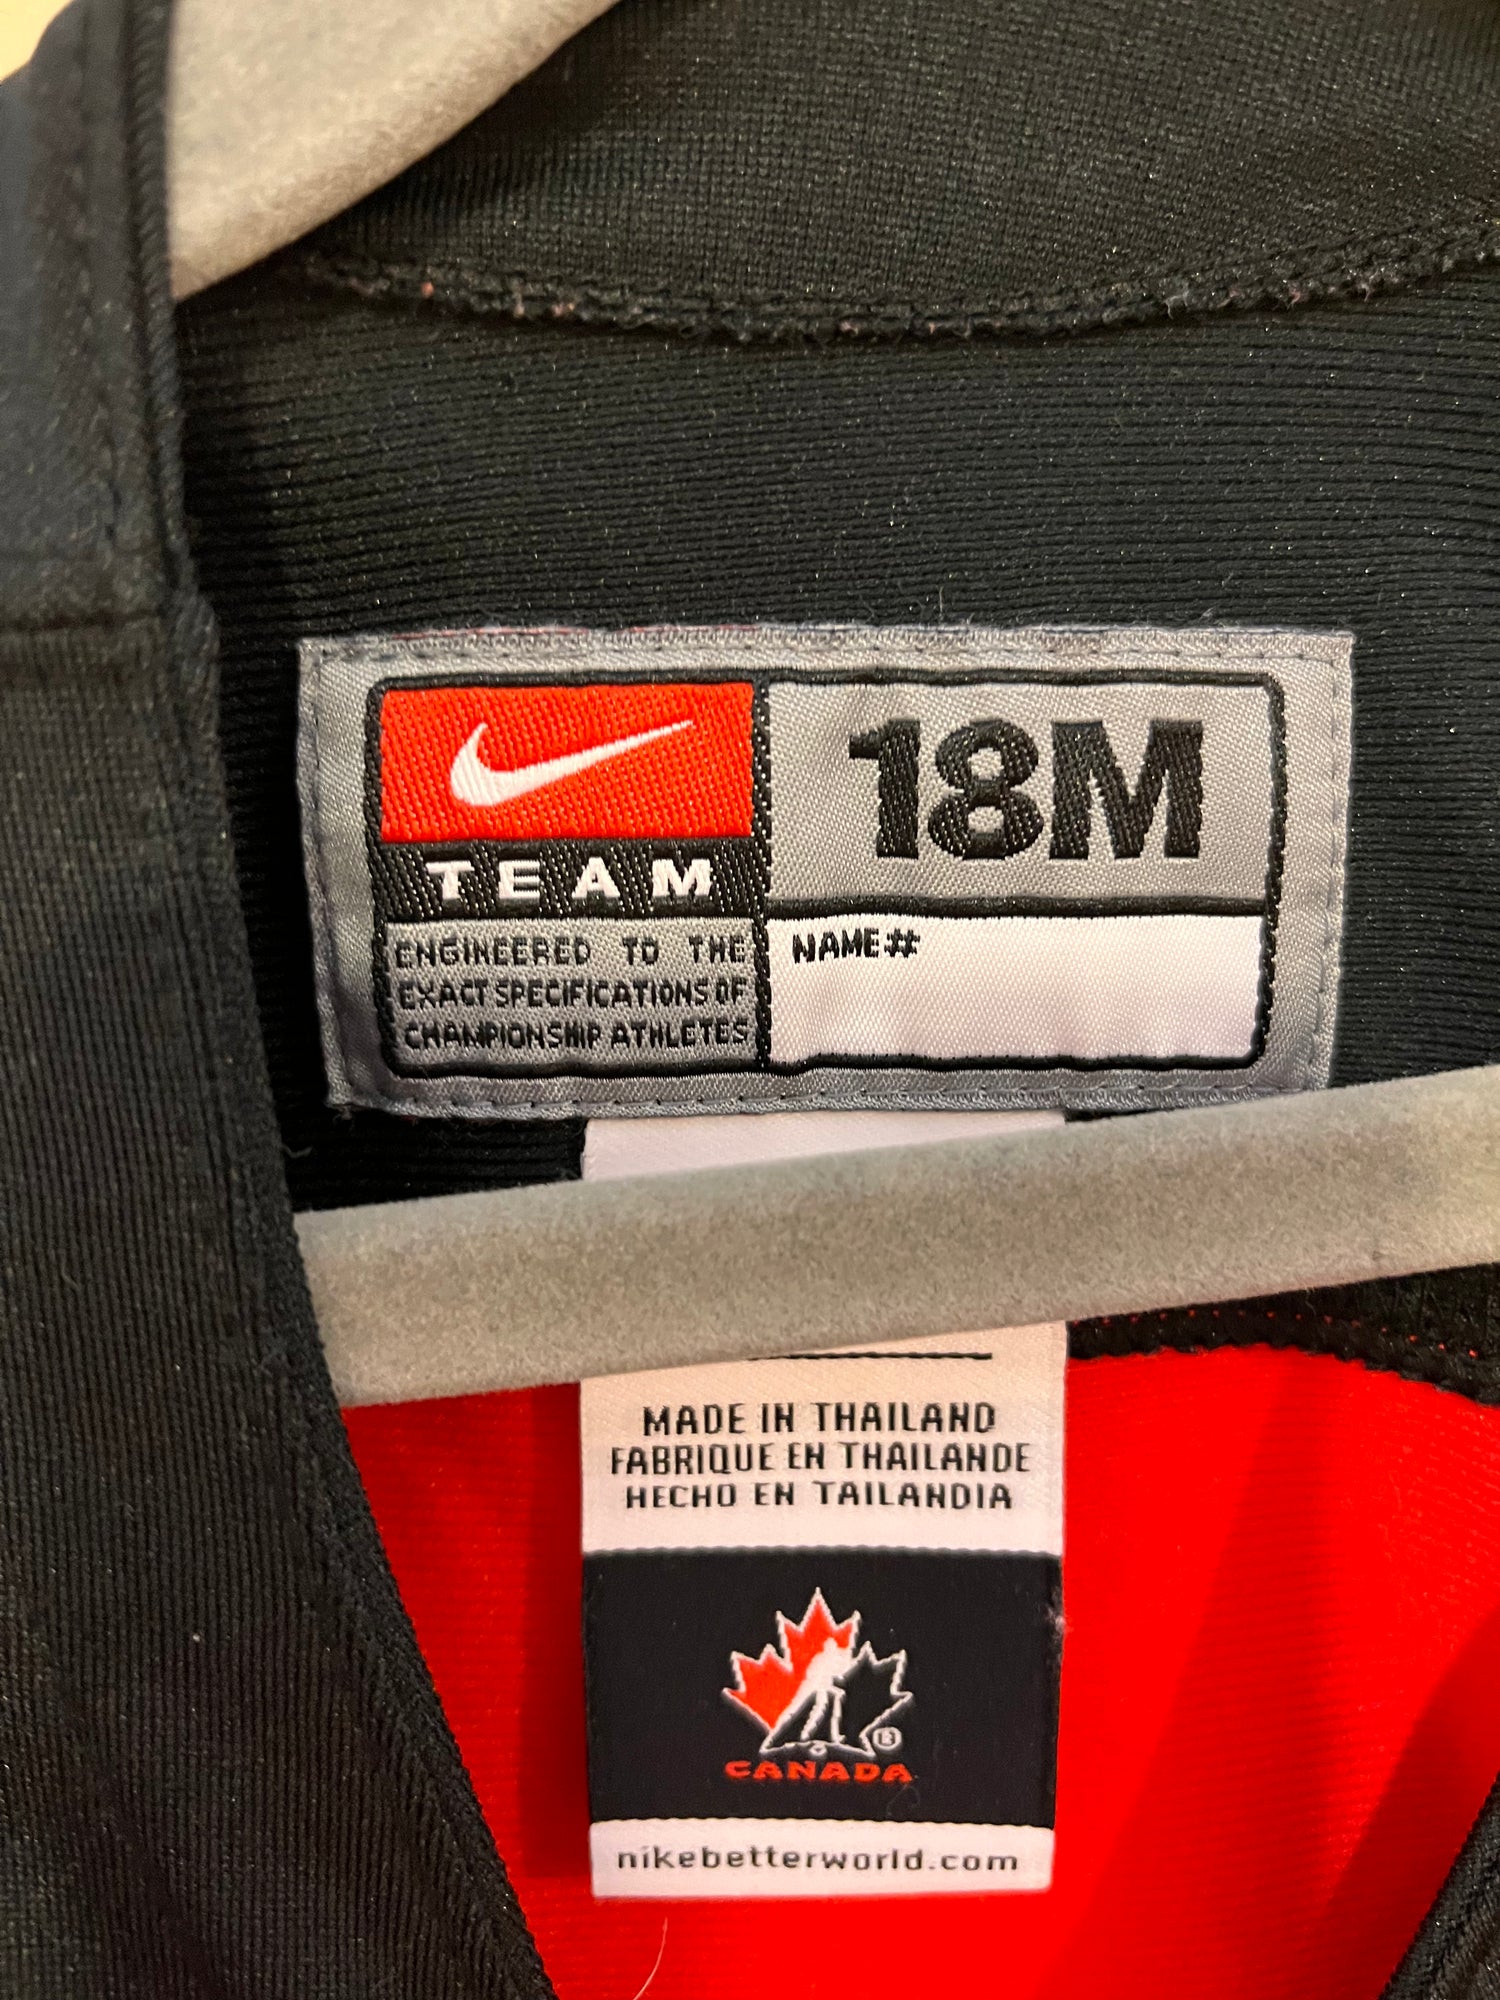 18M
TEAM
ENGINEERED TO THE
EXACT SPECIFICATIONS OF
CHAMPIONSHIP ATHLETES
NAME#
MADE IN THAILAND
FABRIQUE EN THAILANDE
HECHO EN TAILANDIA
®
CANADA
nikebetterworld.com